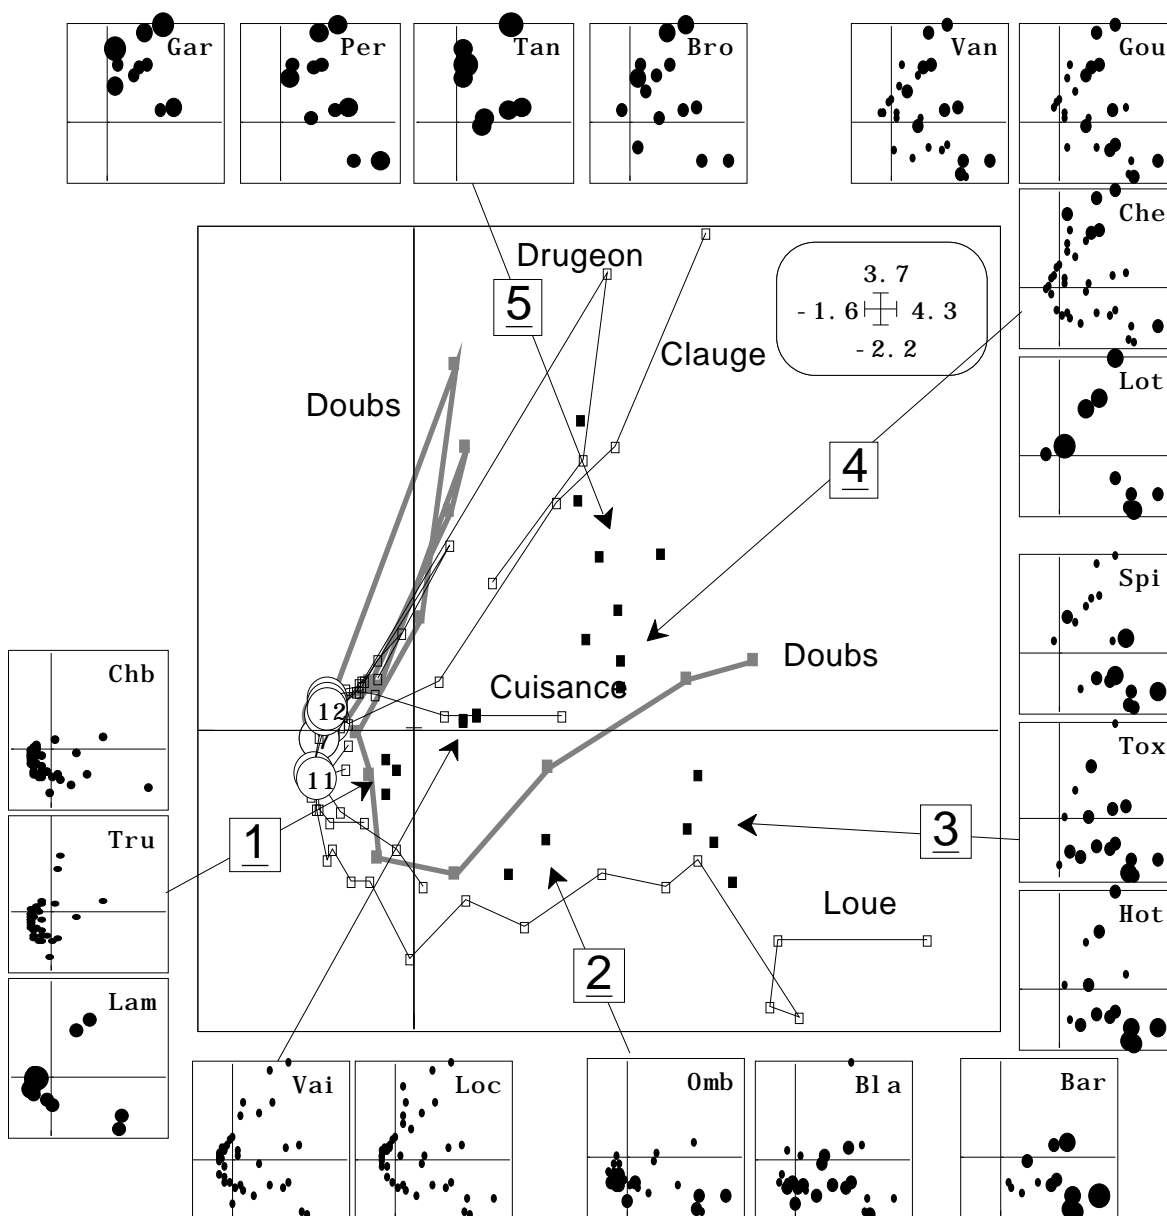 Gar
Per
Tan
Bro
Van
Gou
Che
Drugeon
5
3.7
-1.6
4.3
-2.2
Clauge
Lot
Doubs
4
Spi
Doubs
Chb
Cuisance
12
7
11
Tox
1
3
Tru
Loue
Hot
2
Lam
Vai
Loc
Omb
Bla
Bar